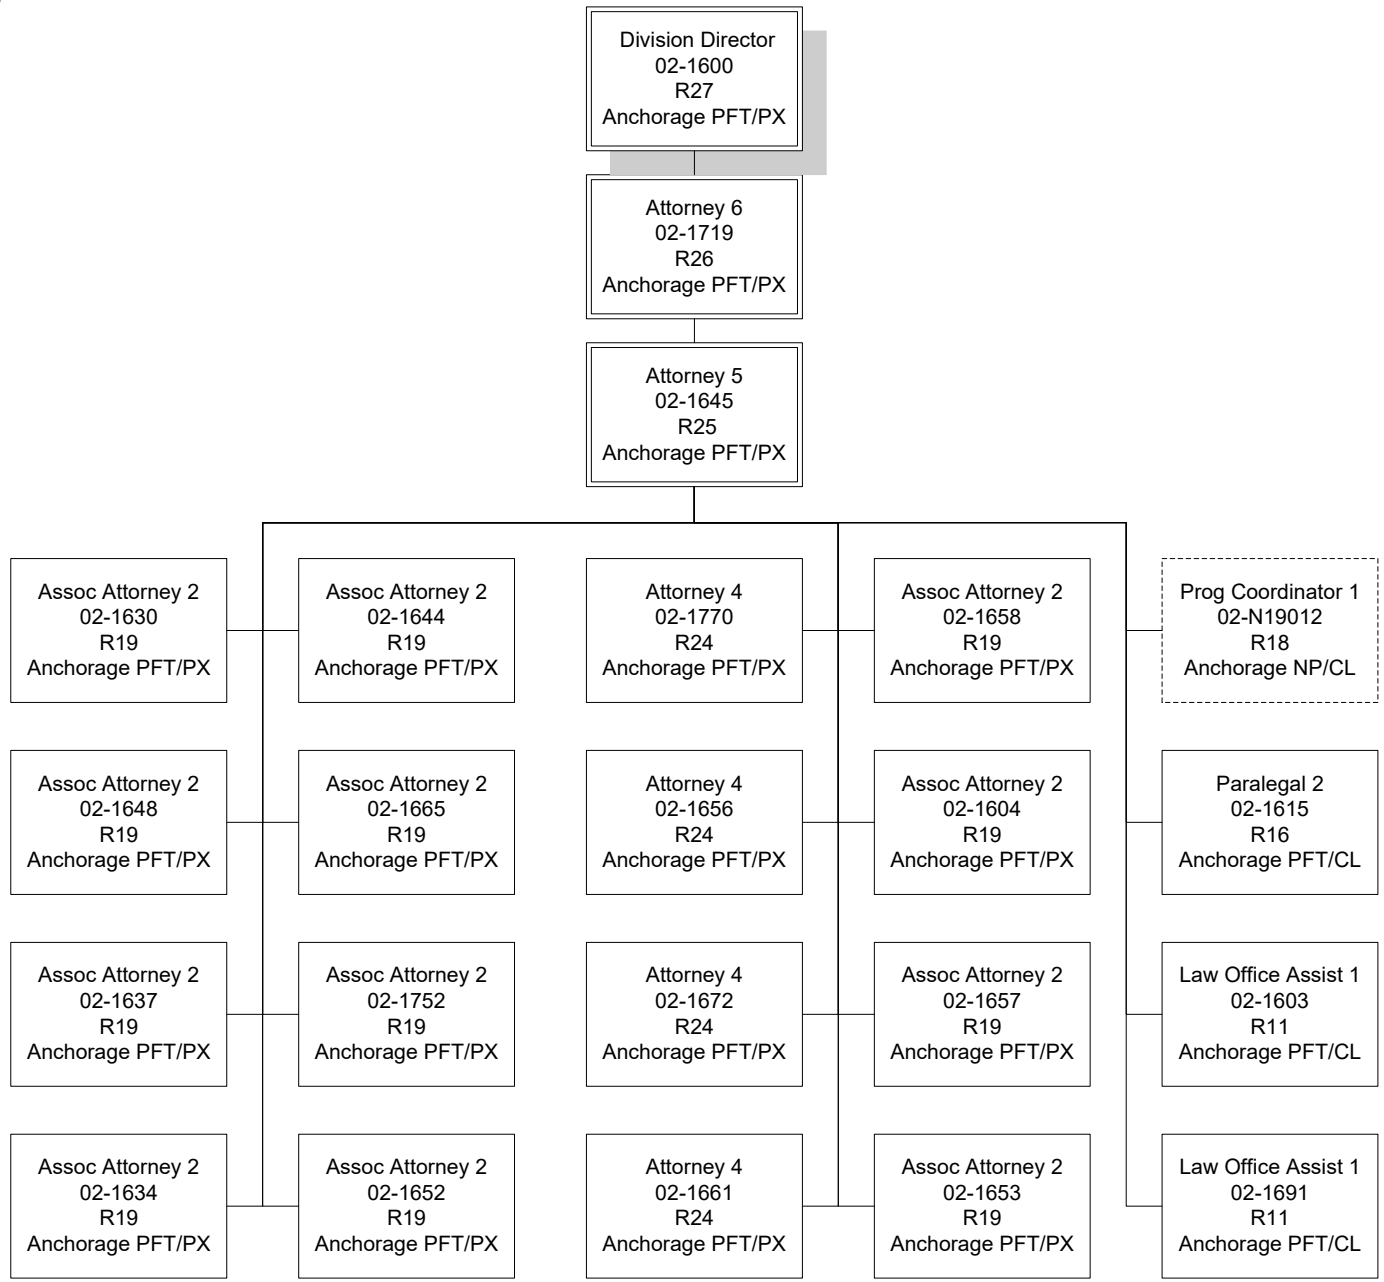 Division Director
02-1600
R27
Anchorage PFT/PX
Attorney 6
02-1719
R26
Anchorage PFT/PX
Attorney 5
02-1645
R25
Anchorage PFT/PX
Assoc Attorney 2
02-1630
R19
Anchorage PFT/PX
Assoc Attorney 2
02-1644
R19
Anchorage PFT/PX
Attorney 4
02-1770
R24
Anchorage PFT/PX
Assoc Attorney 2
02-1658
R19
Anchorage PFT/PX
Prog Coordinator 1
02-N19012
R18
Anchorage NP/CL
Assoc Attorney 2
02-1648
R19
Anchorage PFT/PX
Assoc Attorney 2
02-1665
R19
Anchorage PFT/PX
Attorney 4
02-1656
R24
Anchorage PFT/PX
Assoc Attorney 2
02-1604
R19
Anchorage PFT/PX
Paralegal 2
02-1615
R16
Anchorage PFT/CL
Assoc Attorney 2
02-1637
R19
Anchorage PFT/PX
Assoc Attorney 2
02-1752
R19
Anchorage PFT/PX
Attorney 4
02-1672
R24
Anchorage PFT/PX
Assoc Attorney 2
02-1657
R19
Anchorage PFT/PX
Law Office Assist 1
02-1603
R11
Anchorage PFT/CL
Assoc Attorney 2
02-1634
R19
Anchorage PFT/PX
Assoc Attorney 2
02-1652
R19
Anchorage PFT/PX
Attorney 4
02-1661
R24
Anchorage PFT/PX
Assoc Attorney 2
02-1653
R19
Anchorage PFT/PX
Law Office Assist 1
02-1691
R11
Anchorage PFT/CL